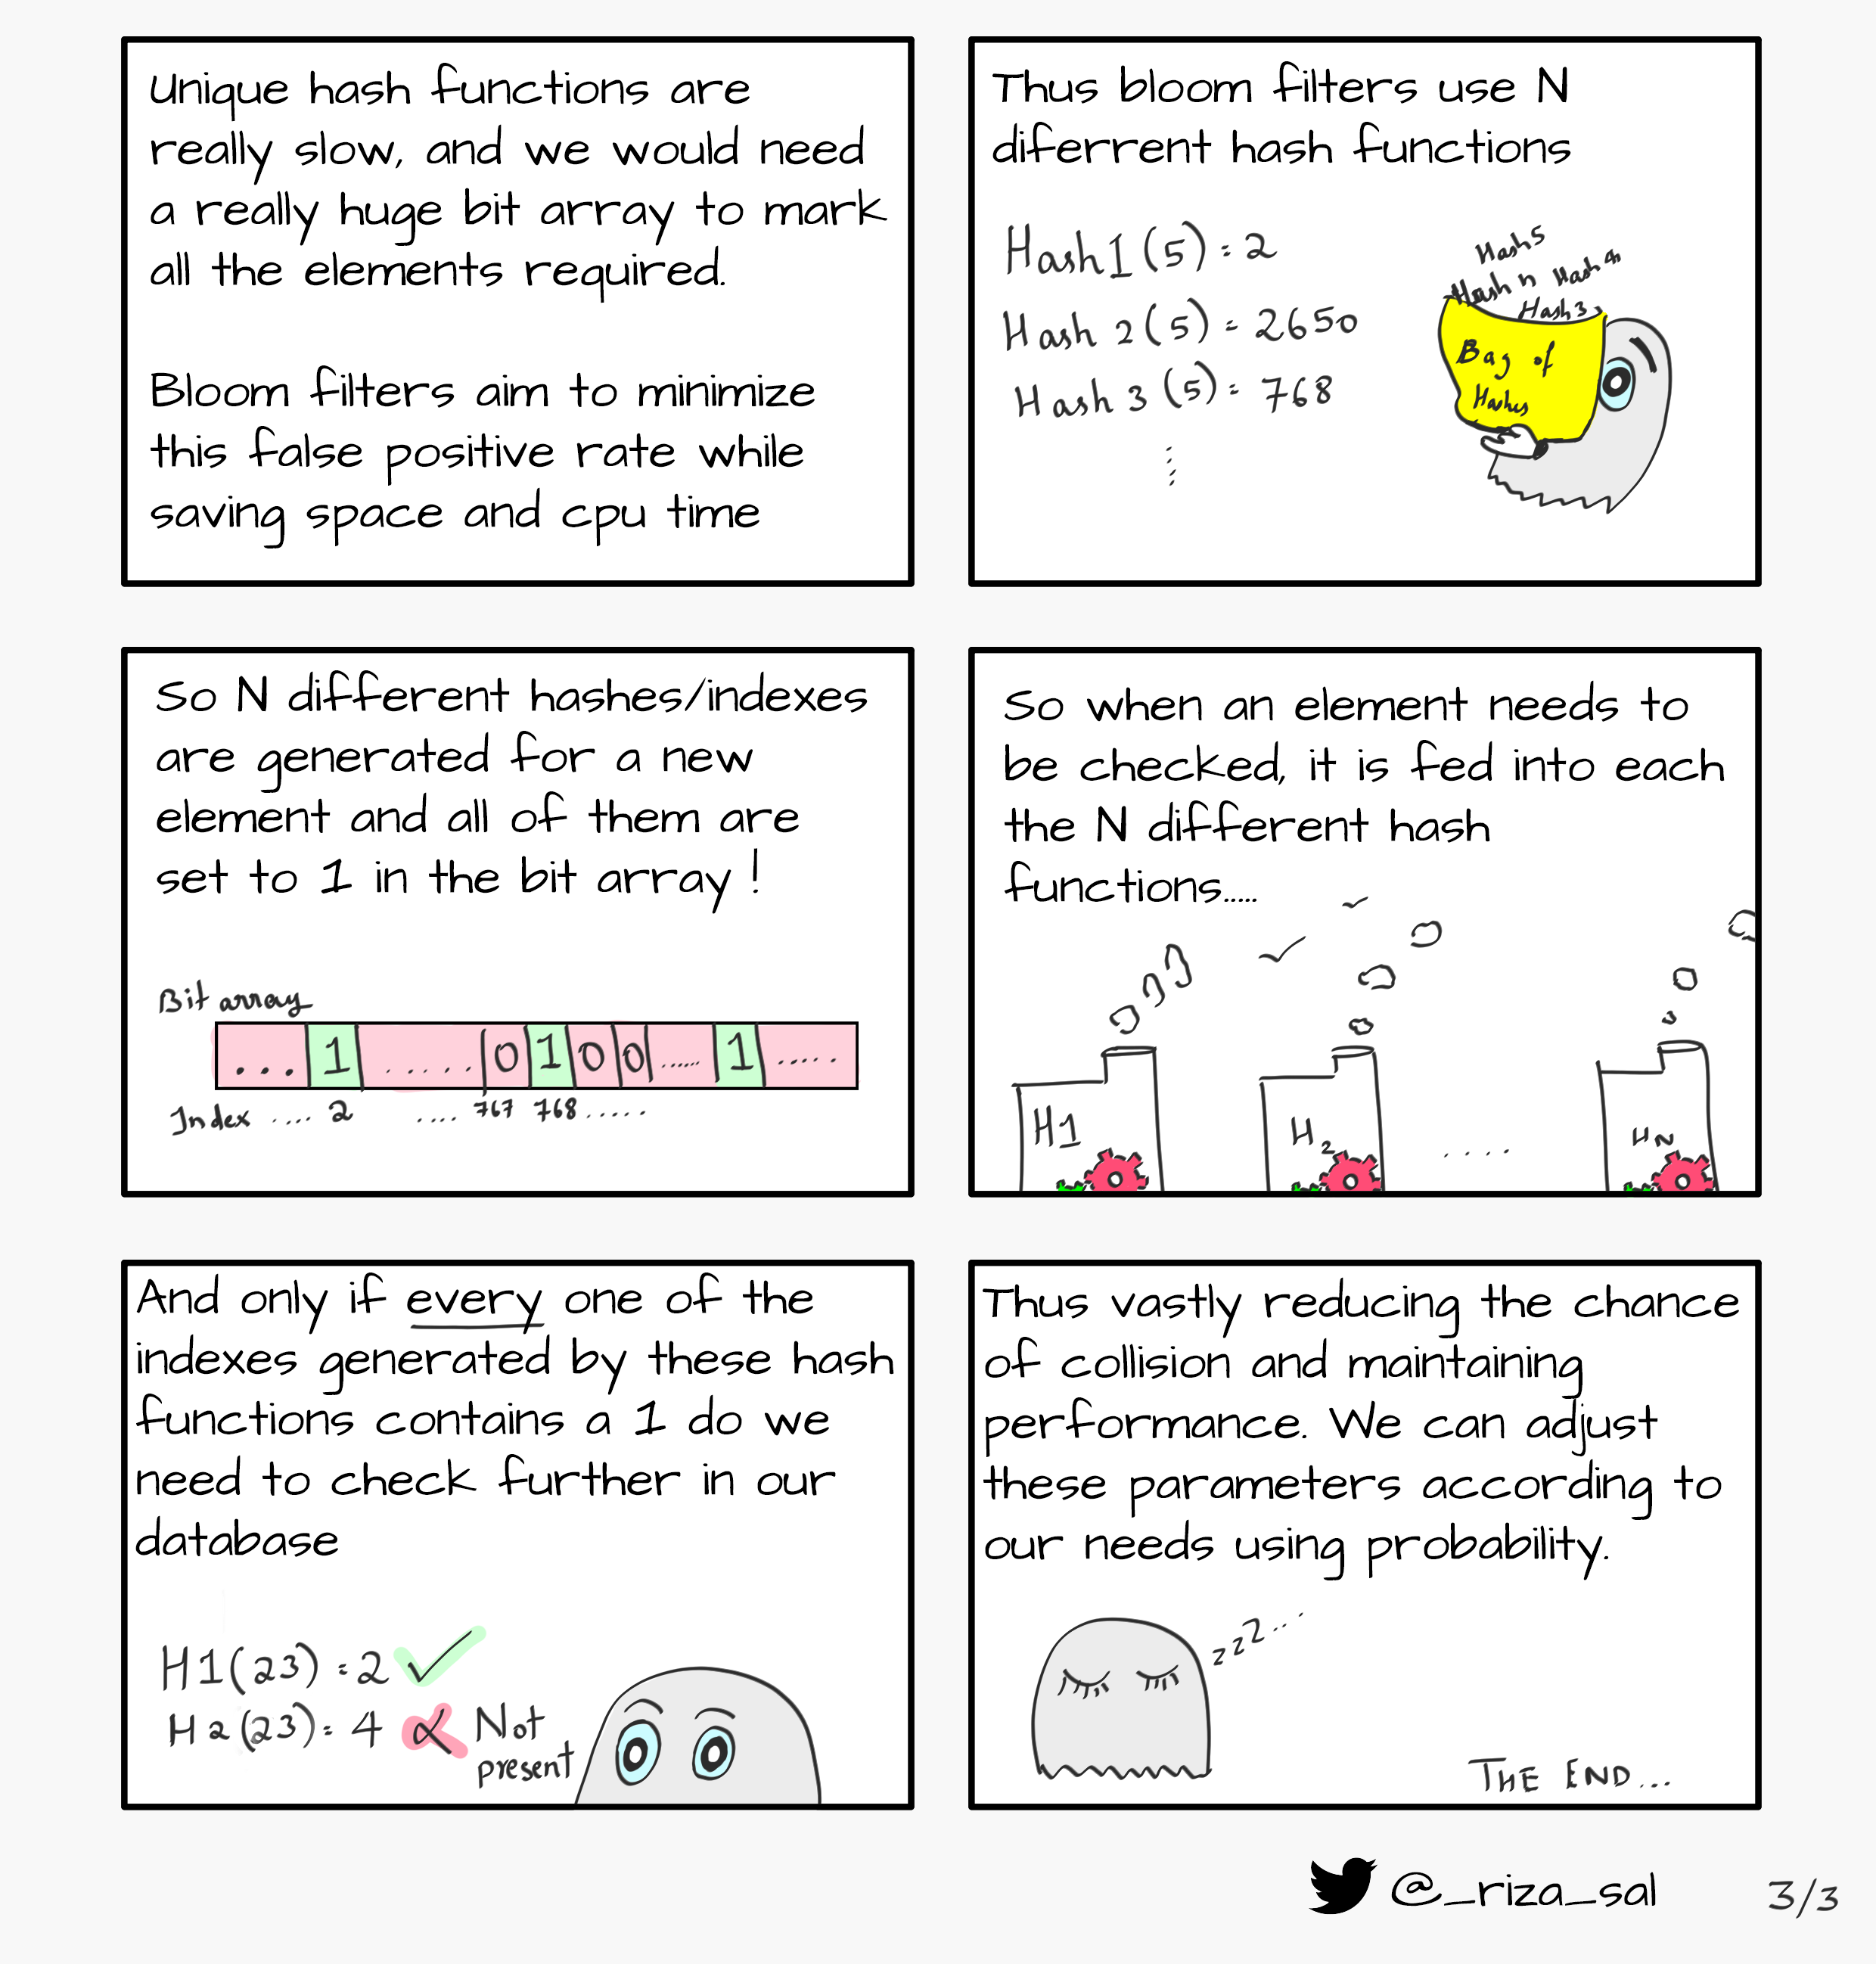 Unique hash functions are
really slow, and we would need
a really huge bit array to mark
all the elements required.
Bloom filters aim to minimize
this false positive rate while
saving space and cpu time
Thus bloom filters use N
diferrent hash functions
Hash1(5) = 2
Hash 2(5) = 2650
Hash 3 (5) = 768
Hash5
Hash n Hash 4
Hash 3
Bag of
Hashes
So N different hashes/indexes
are generated for a new
element and all of them are
set to 1 in the bit array !
Bit array
... 1 ..... 0 1 0 0 ...... 1 .....
Index .... 2 .... 767 768 .....
So when an element needs to
be checked, it is fed into each
the N different hash
functions.....
H1 H2 .... HN
And only if every one of the
indexes generated by these hash
functions contains a 1 do we
need to check further in our
database
H1(23) = 2 ✓
H2(23) = 4 ✗ Not
present
Thus vastly reducing the chance
of collision and maintaining
performance. We can adjust
these parameters according to
our needs using probability.
zzz...
THE END...
@_riza_sal
3/3